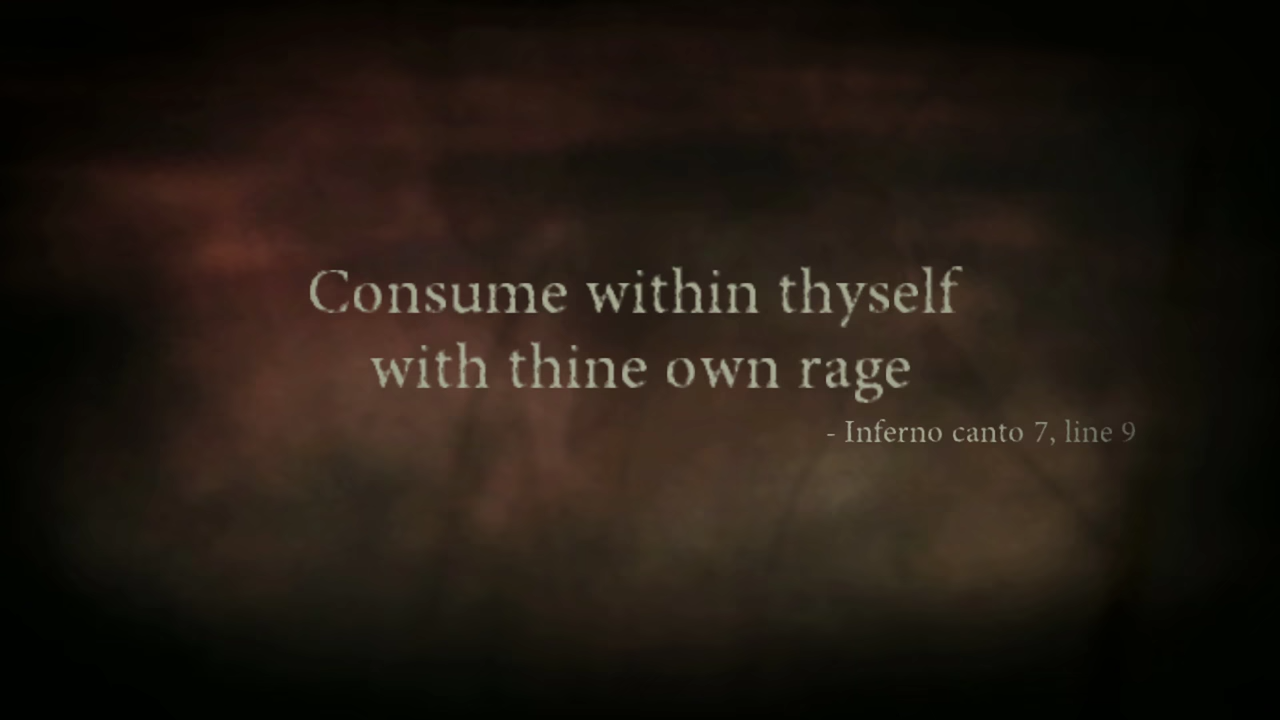 Consume within thyself
with thine own rage
- Inferno canto 7, line 9